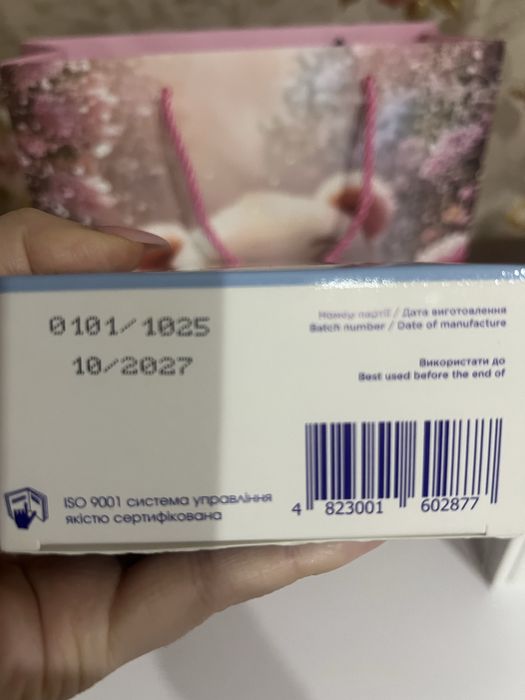 0101/1025
10/2027
Номер партії / Дата виготовлення
Batch number / Date of manufacture
Використати до
Best used before the end of
ISO 9001 система управління
якістю сертифікована
4 823001 602877